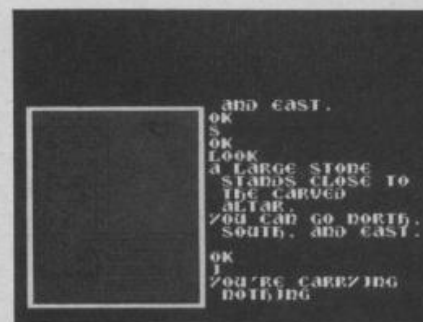 AND EAST.
OK
S
OK
LOOK
A LARGE STONE
STANDS CLOSE TO
THE CARVED
ALTAR.
YOU CAN GO NORTH,
SOUTH, AND EAST.
OK
I
YOU'RE CARRYING
NOTHING